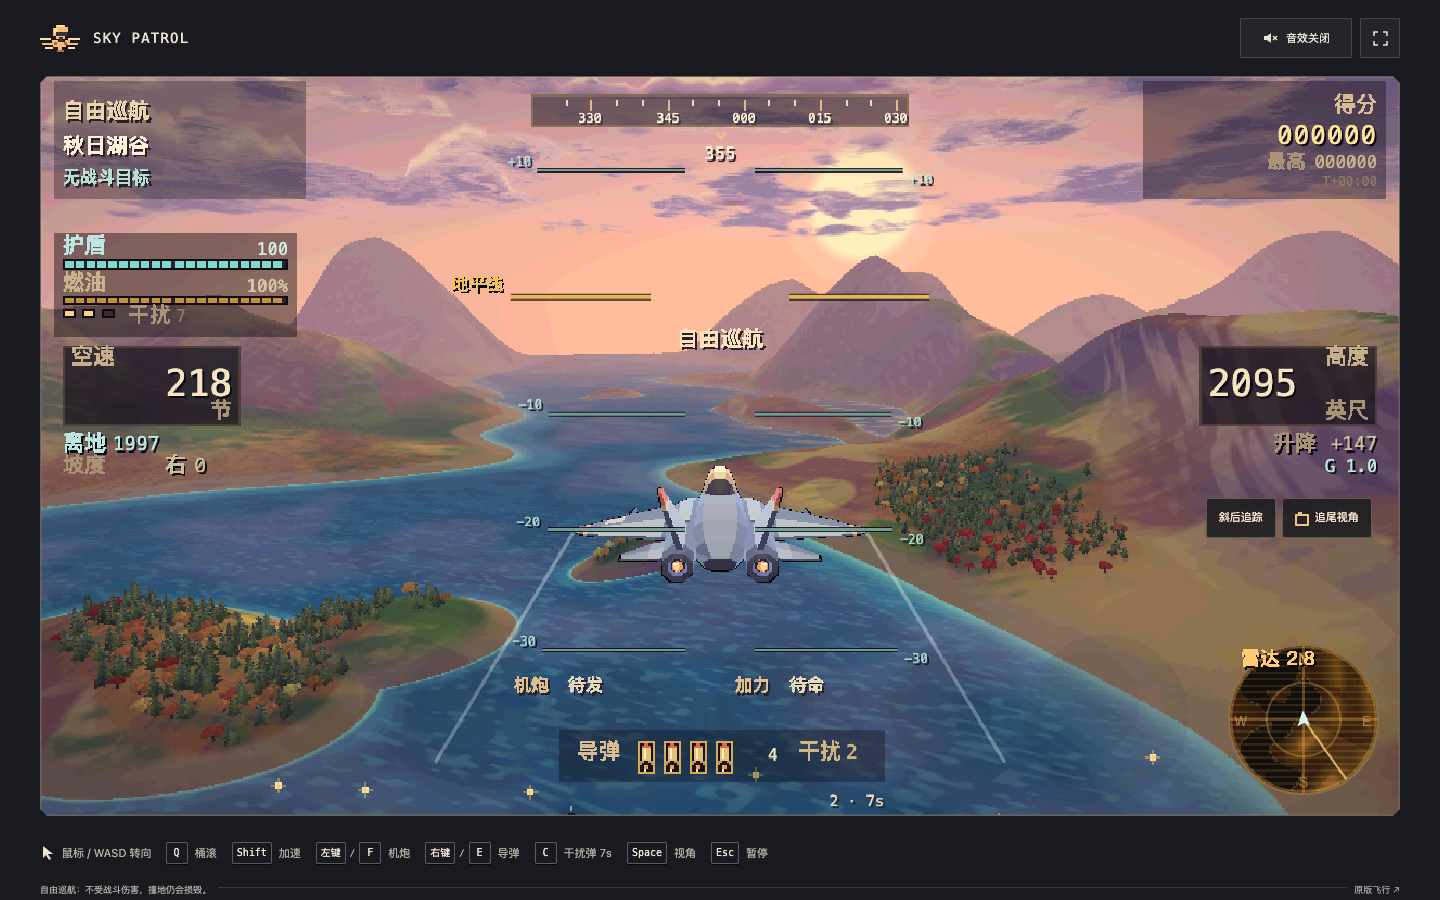 SKY PATROL
音效关闭
自由巡航
秋日湖谷
无战斗目标
330 345 000 015 030
355
得分
000000
最高 000000
T+00:00
+10
+10
护盾 100
燃油 100%
干扰 7
地平线
自由巡航
空速
218
节
离地 1997
坡度 右 0
高度
2095
英尺
升降 +147
G 1.0
-10
-10
斜后追踪
追尾视角
-20
-20
-30
-30
机炮 待发
加力 待命
雷达 2.8
N
W
E
S
导弹 4 干扰 2
2 · 7s
鼠标 / WASD 转向 Q 桶滚 Shift 加速 左键 / F 机炮 右键 / E 导弹 C 干扰弹 7s Space 视角 Esc 暂停
自由巡航：不受战斗伤害，撞地仍会损毁。
原版飞行 ↗